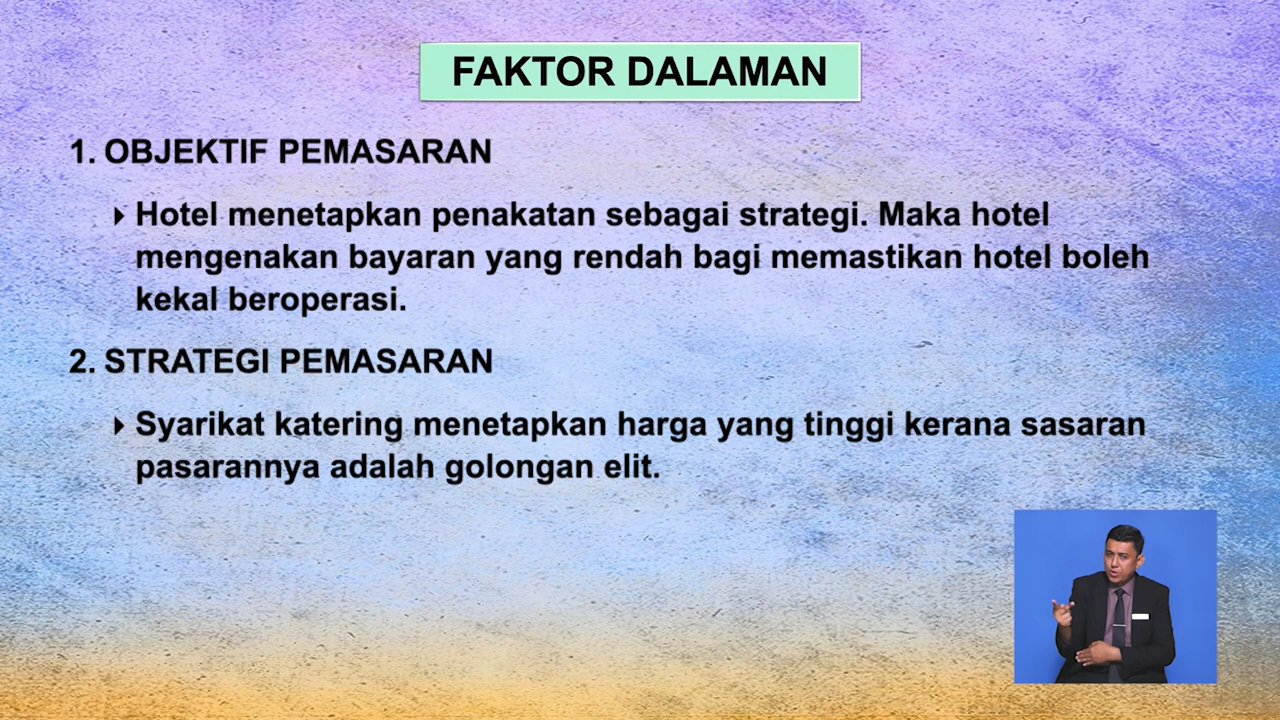 FAKTOR DALAMAN
1. OBJEKTIF PEMASARAN
Hotel menetapkan penakatan sebagai strategi. Maka hotel
mengenakan bayaran yang rendah bagi memastikan hotel boleh
kekal beroperasi.
2. STRATEGI PEMASARAN
Syarikat katering menetapkan harga yang tinggi kerana sasaran
pasarannya adalah golongan elit.